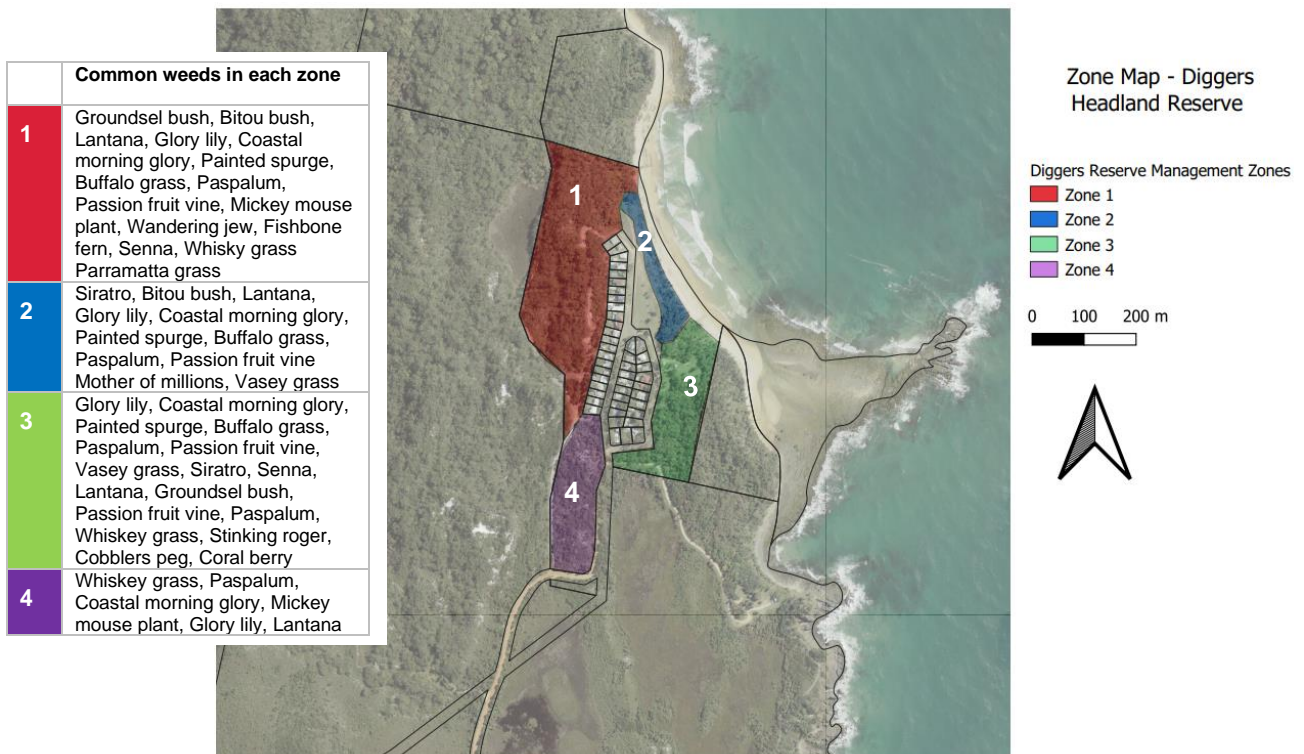 Common weeds in each zone
1
Groundsel bush, Bitou bush,
Lantana, Glory lily, Coastal
morning glory, Painted spurge,
Buffalo grass, Paspalum,
Passion fruit vine, Mickey mouse
plant, Wandering jew, Fishbone
fern, Senna, Whisky grass
Parramatta grass
2
Siratro, Bitou bush, Lantana,
Glory lily, Coastal morning glory,
Painted spurge, Buffalo grass,
Paspalum, Passion fruit vine
Mother of millions, Vasey grass
3
Glory lily, Coastal morning glory,
Painted spurge, Buffalo grass,
Paspalum, Passion fruit vine,
Vasey grass, Siratro, Senna,
Lantana, Groundsel bush,
Passion fruit vine, Paspalum,
Whiskey grass, Stinking roger,
Cobblers peg, Coral berry
4
Whiskey grass, Paspalum,
Coastal morning glory, Mickey
mouse plant, Glory lily, Lantana
1
2
3
4
Zone Map - Diggers
Headland Reserve
Diggers Reserve Management Zones
Zone 1
Zone 2
Zone 3
Zone 4
0 100 200 m